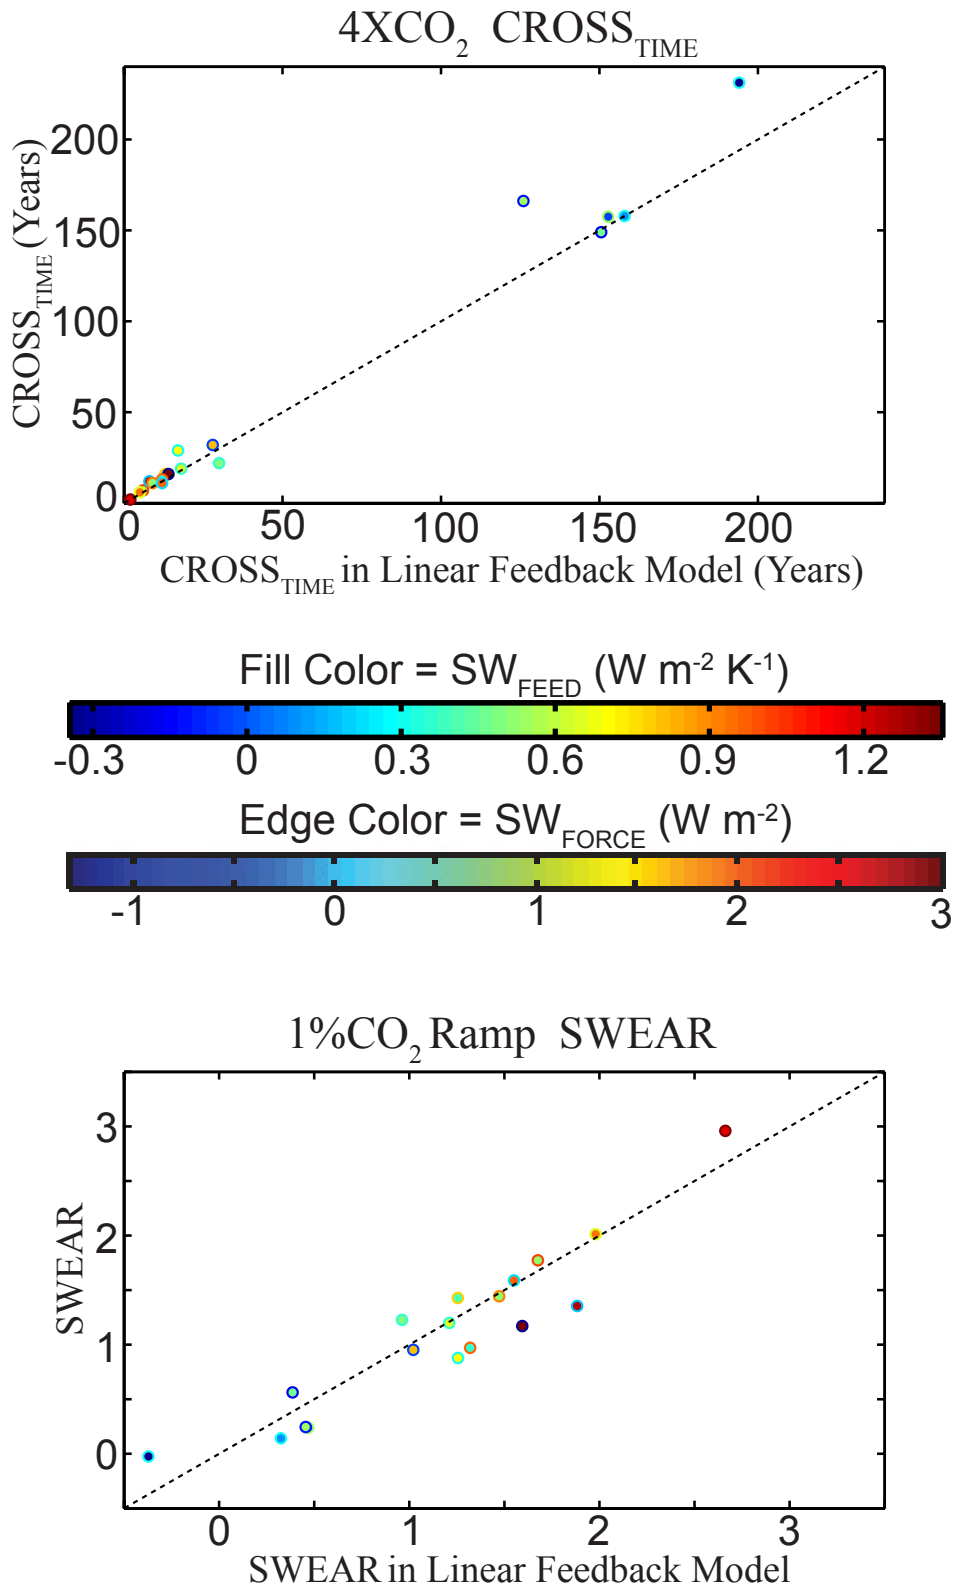 4XCO2 CROSSTIME
CROSSTIME (Years)
200
150
100
50
0
0 50 100 150 200
CROSSTIME in Linear Feedback Model (Years)
Fill Color = SWFEED (W m-2 K-1)
-0.3 0 0.3 0.6 0.9 1.2
Edge Color = SWFORCE (W m-2)
-1 0 1 2 3
1%CO2 Ramp SWEAR
SWEAR
3
2
1
0
0 1 2 3
SWEAR in Linear Feedback Model